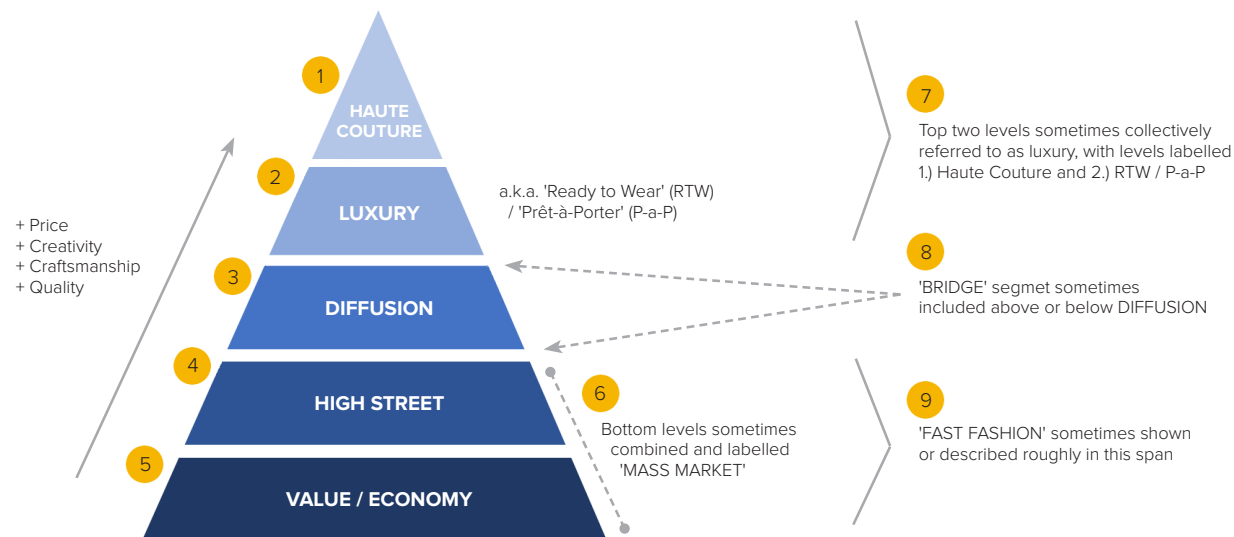 1
HAUTE
COUTURE
2
LUXURY
a.k.a. 'Ready to Wear' (RTW)
/ 'Prêt-à-Porter' (P-a-P)
+ Price
+ Creativity
+ Craftsmanship
+ Quality
3
DIFFUSION
4
HIGH STREET
5
VALUE / ECONOMY
6
Bottom levels sometimes
combined and labelled
'MASS MARKET'
7
Top two levels sometimes collectively
referred to as luxury, with levels labelled
1.) Haute Couture and 2.) RTW / P-a-P
8
'BRIDGE' segmet sometimes
included above or below DIFFUSION
9
'FAST FASHION' sometimes shown
or described roughly in this span